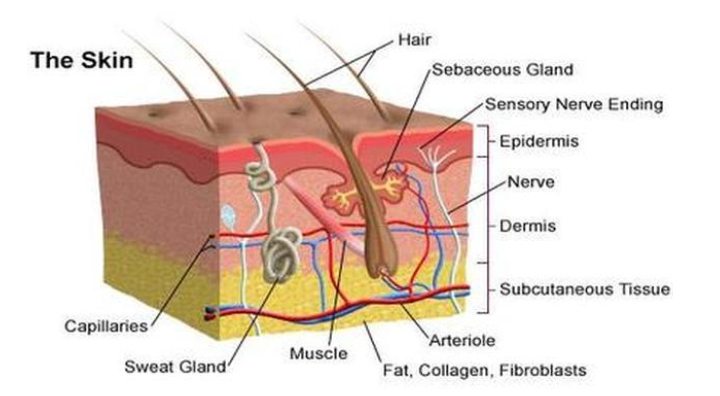 The Skin
Hair
Sebaceous Gland
Sensory Nerve Ending
Epidermis
Nerve
Dermis
Subcutaneous Tissue
Capillaries
Arteriole
Muscle
Sweat Gland
Fat, Collagen, Fibroblasts